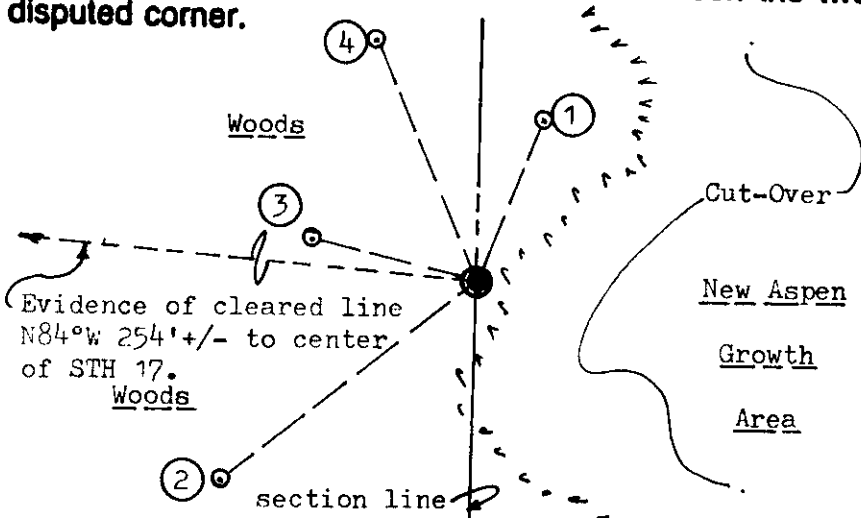 disputed corner.
4
1
Woods
3
Cut-Over
Evidence of cleared line
N84°W 254'+/- to center
of STH 17.
Woods
New Aspen
Growth
Area
2
section line